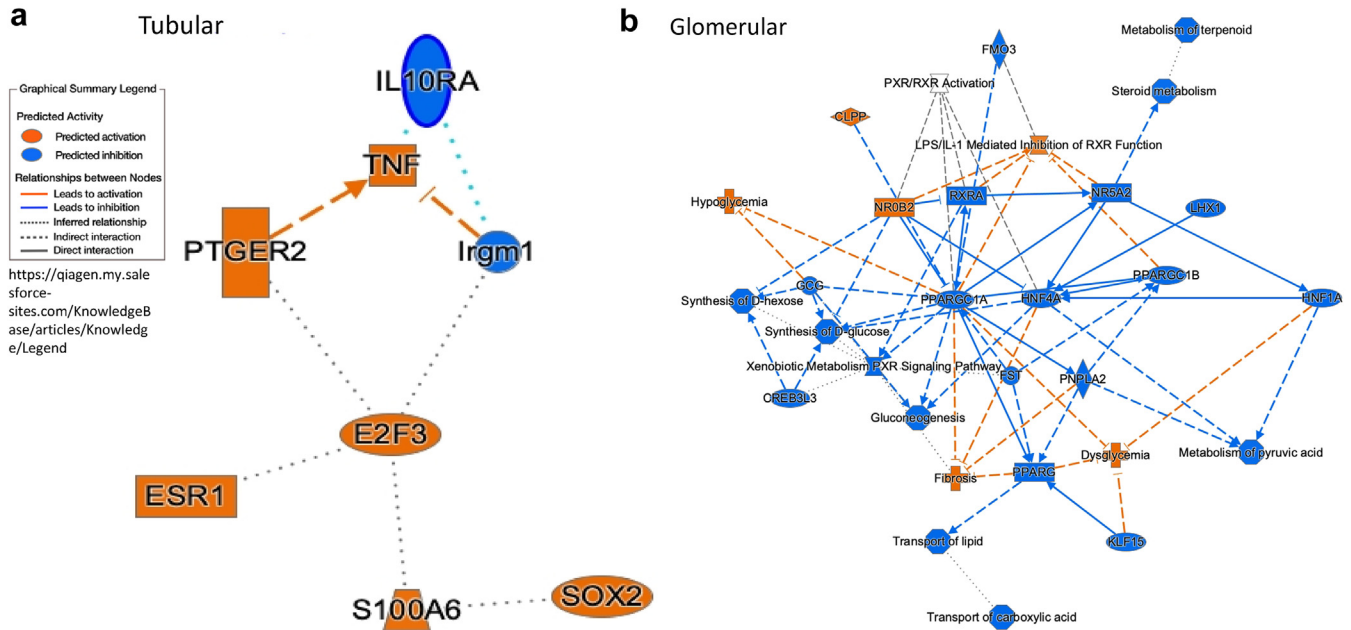 a
Tubular
Graphical Summary Legend
Predicted Activity
Predicted activation
Predicted inhibition
Relationships between Nodes
Leads to activation
Leads to inhibition
Inferred relationship
Indirect interaction
Direct interaction
https://qiagen.my.sale
sforce-
sites.com/KnowledgeB
ase/articles/Knowledg
e/Legend
IL10RA
TNF
PTGER2
Irgm1
E2F3
ESR1
S100A6
SOX2
b
Glomerular
Metabolism of terpenoid
FMO3
PXR/RXR Activation
Steroid metabolism
CLPP
LPS/IL-1 Mediated Inhibition of RXR Function
Hypoglycemia
NR0B2
RXRA
NR5A2
LHX1
PPARGC1B
GCG
Synthesis of D-hexose
PPARGC1A
HNF4A
HNF1A
Synthesis of D-glucose
Xenobiotic Metabolism PXR Signaling Pathway
FST
PNPLA2
CREB3L3
Gluconeogenesis
Dysglycemia
Metabolism of pyruvic acid
Fibrosis
PPARG
Transport of lipid
KLF15
Transport of carboxylic acid